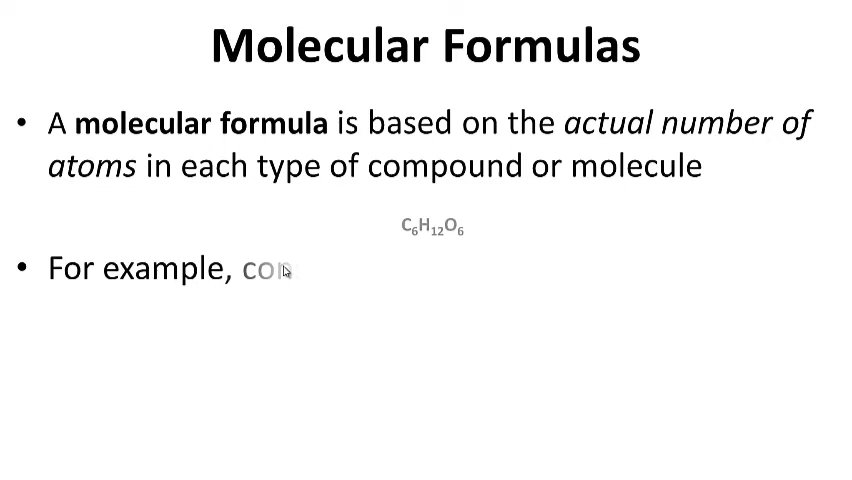 Molecular Formulas
• A molecular formula is based on the actual number of
atoms in each type of compound or molecule
C₆H₁₂O₆
• For example,